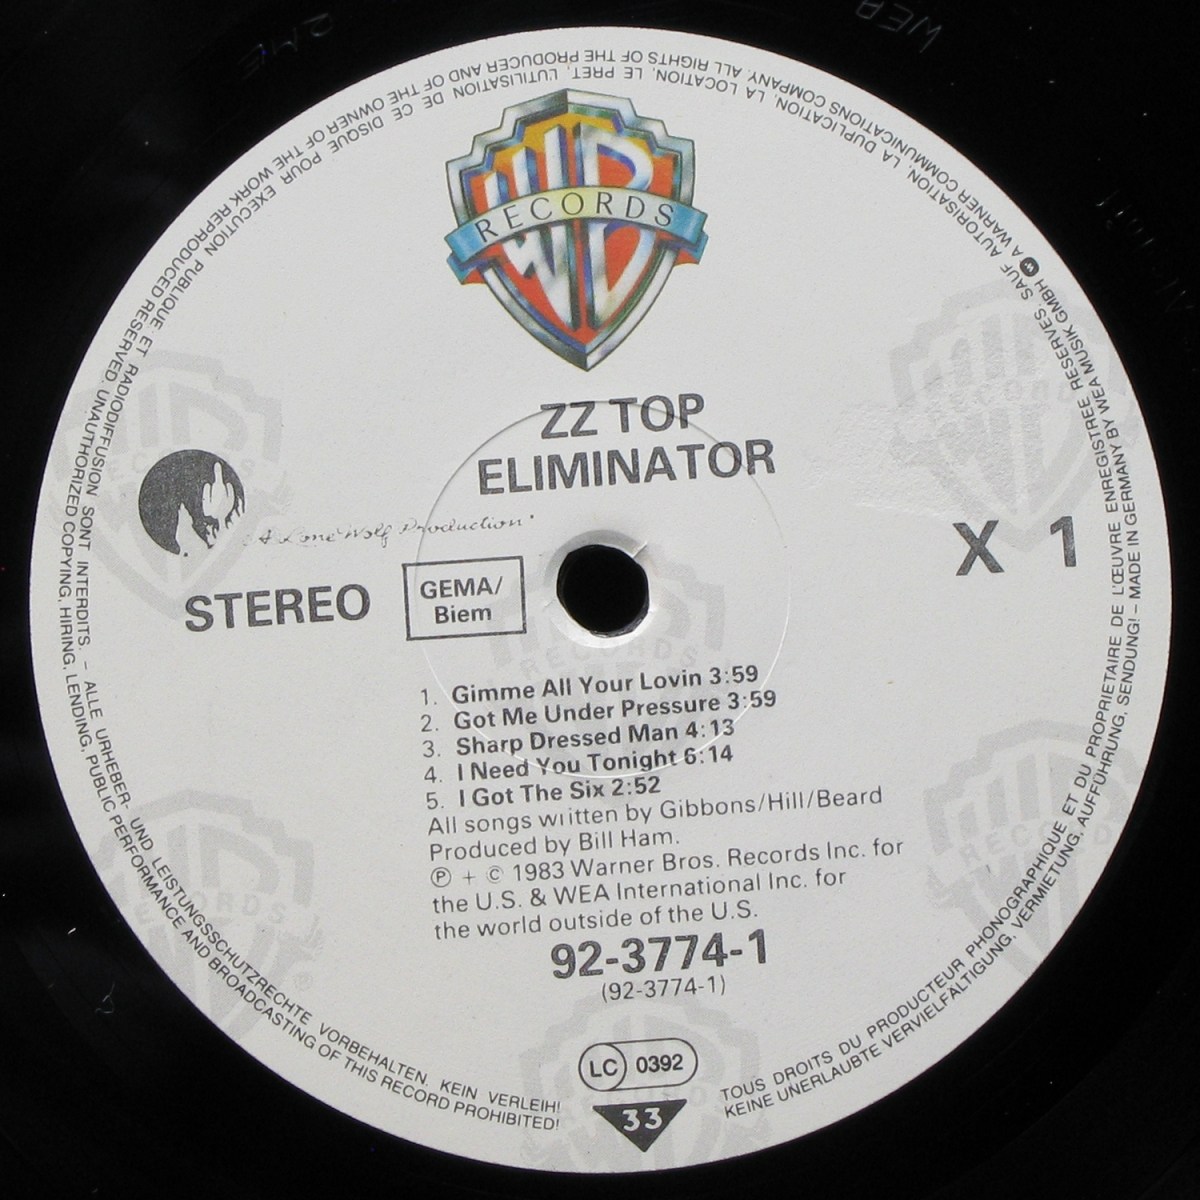 WB
RECORDS
ZZ TOP
ELIMINATOR
A Lone Wolf Production
STEREO
GEMA/
Biem
X 1
1. Gimme All Your Lovin 3:59
2. Got Me Under Pressure 3:59
3. Sharp Dressed Man 4:13
4. I Need You Tonight 6:14
5. I Got The Six 2:52
All songs written by Gibbons/Hill/Beard
Produced by Bill Ham.
Ⓟ + © 1983 Warner Bros. Records Inc. for
the U.S. & WEA International Inc. for
the world outside of the U.S.
92-3774-1
(92-3774-1)
LC 0392
33
TOUS DROITS DU PRODUCTEUR PHONOGRAPHIQUE ET DU PROPRIETAIRE DE L'ŒUVRE ENREGISTREE RESERVES. SAUF AUTORISATION, LA DUPLICATION, LA LOCATION, LE PRET, L'UTILISATION DE CE DISQUE POUR EXECUTION PUBLIQUE ET RADIODIFFUSION SONT INTERDITS. – ALLE URHEBER- UND LEISTUNGSSCHUTZRECHTE VORBEHALTEN. KEIN VERLEIH!
KEINE UNERLAUBTE VERVIELFÄLTIGUNG, VERMIETUNG, AUFFÜHRUNG, SENDUNG! – MADE IN GERMANY BY WEA MUSIK GMBH A WARNER COMMUNICATIONS COMPANY. ALL RIGHTS OF THE PRODUCER AND OF THE OWNER OF THE WORK REPRODUCED RESERVED. UNAUTHORIZED COPYING, HIRING, LENDING, PUBLIC PERFORMANCE AND BROADCASTING OF THIS RECORD PROHIBITED!
WEA